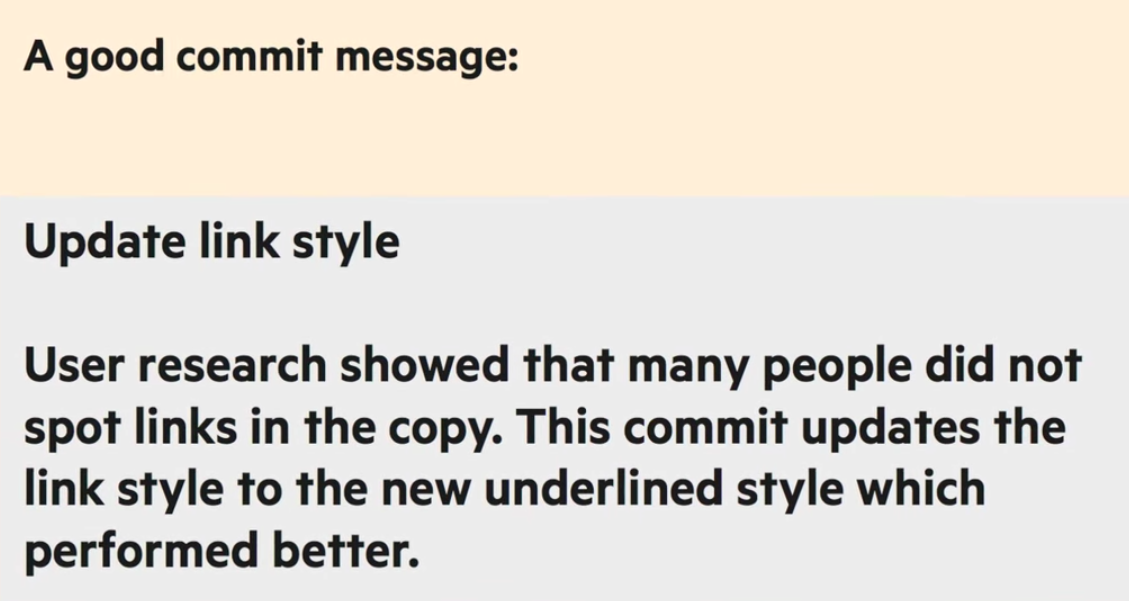 A good commit message:
Update link style
User research showed that many people did not
spot links in the copy. This commit updates the
link style to the new underlined style which
performed better.